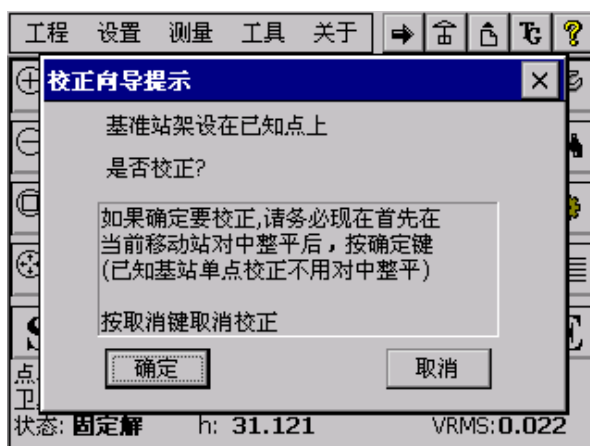 工程 设置 测量 工具 关于
校正向导提示
基准站架设在已知点上
是否校正?
如果确定要校正,请务必现在首先在
当前移动站对中整平后，按确定键
(已知基站单点校正不用对中整平)
按取消键取消校正
确定 取消
点
卫
状态: 固定解 h: 31.121 VRMS:0.022